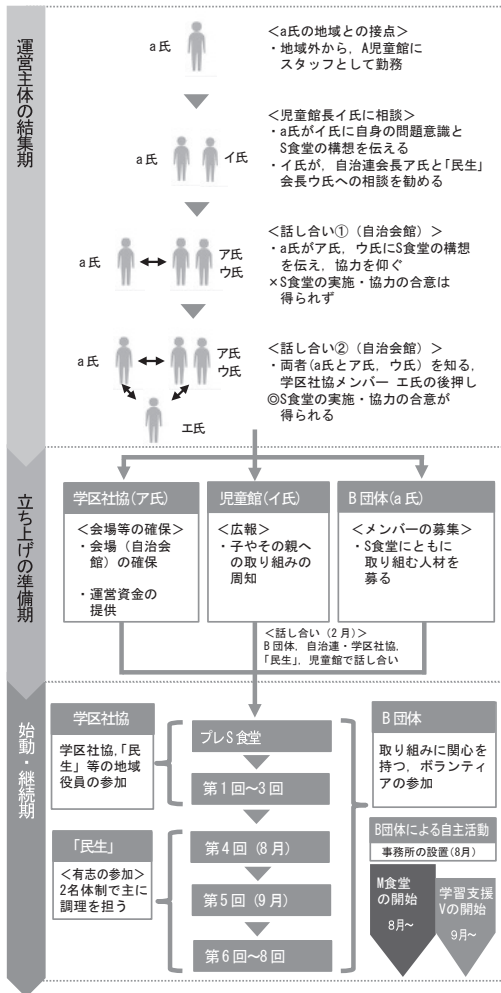 運営主体の結集期
a氏
＜a氏の地域との接点＞
・地域外から，A児童館に
スタッフとして勤務
a氏
イ氏
＜児童館長イ氏に相談＞
・a氏がイ氏に自身の問題意識と
S食堂の構想を伝える
・イ氏が，自治連会長ア氏と「民生」
会長ウ氏への相談を勧める
a氏
ア氏
ウ氏
＜話し合い①（自治会館）＞
・a氏がア氏，ウ氏にS食堂の構想
を伝え，協力を仰ぐ
×S食堂の実施・協力の合意は
得られず
a氏
ア氏
ウ氏
エ氏
＜話し合い②（自治会館）＞
・両者(a氏とア氏，ウ氏）を知る，
学区社協メンバー エ氏の後押し
◎S食堂の実施・協力の合意が
得られる
立ち上げの準備期
学区社協（ア氏）
＜会場等の確保＞
・会場（自治会
館）の確保
・運営資金の
提供
児童館（イ氏）
＜広報＞
・子やその親へ
の取り組みの
周知
B団体（a氏）
＜メンバーの募集＞
・S食堂にともに
取り組む人材を
募る
＜話し合い（2月）＞
B団体，自治連・学区社協，
「民生」，児童館で話し合い
始動・継続期
学区社協
学区社協，「民
生」等の地域
役員の参加
「民生」
＜有志の参加＞
2名体制で主に
調理を担う
プレS食堂
第1回〜3回
第4回（8月）
第5回（9月）
第6回〜8回
B団体
取り組みに関心を
持つ，ボランティ
アの参加
B団体による自主活動
事務所の設置（8月）
M食堂
の開始
8月〜
学習支援
Vの開始
9月〜